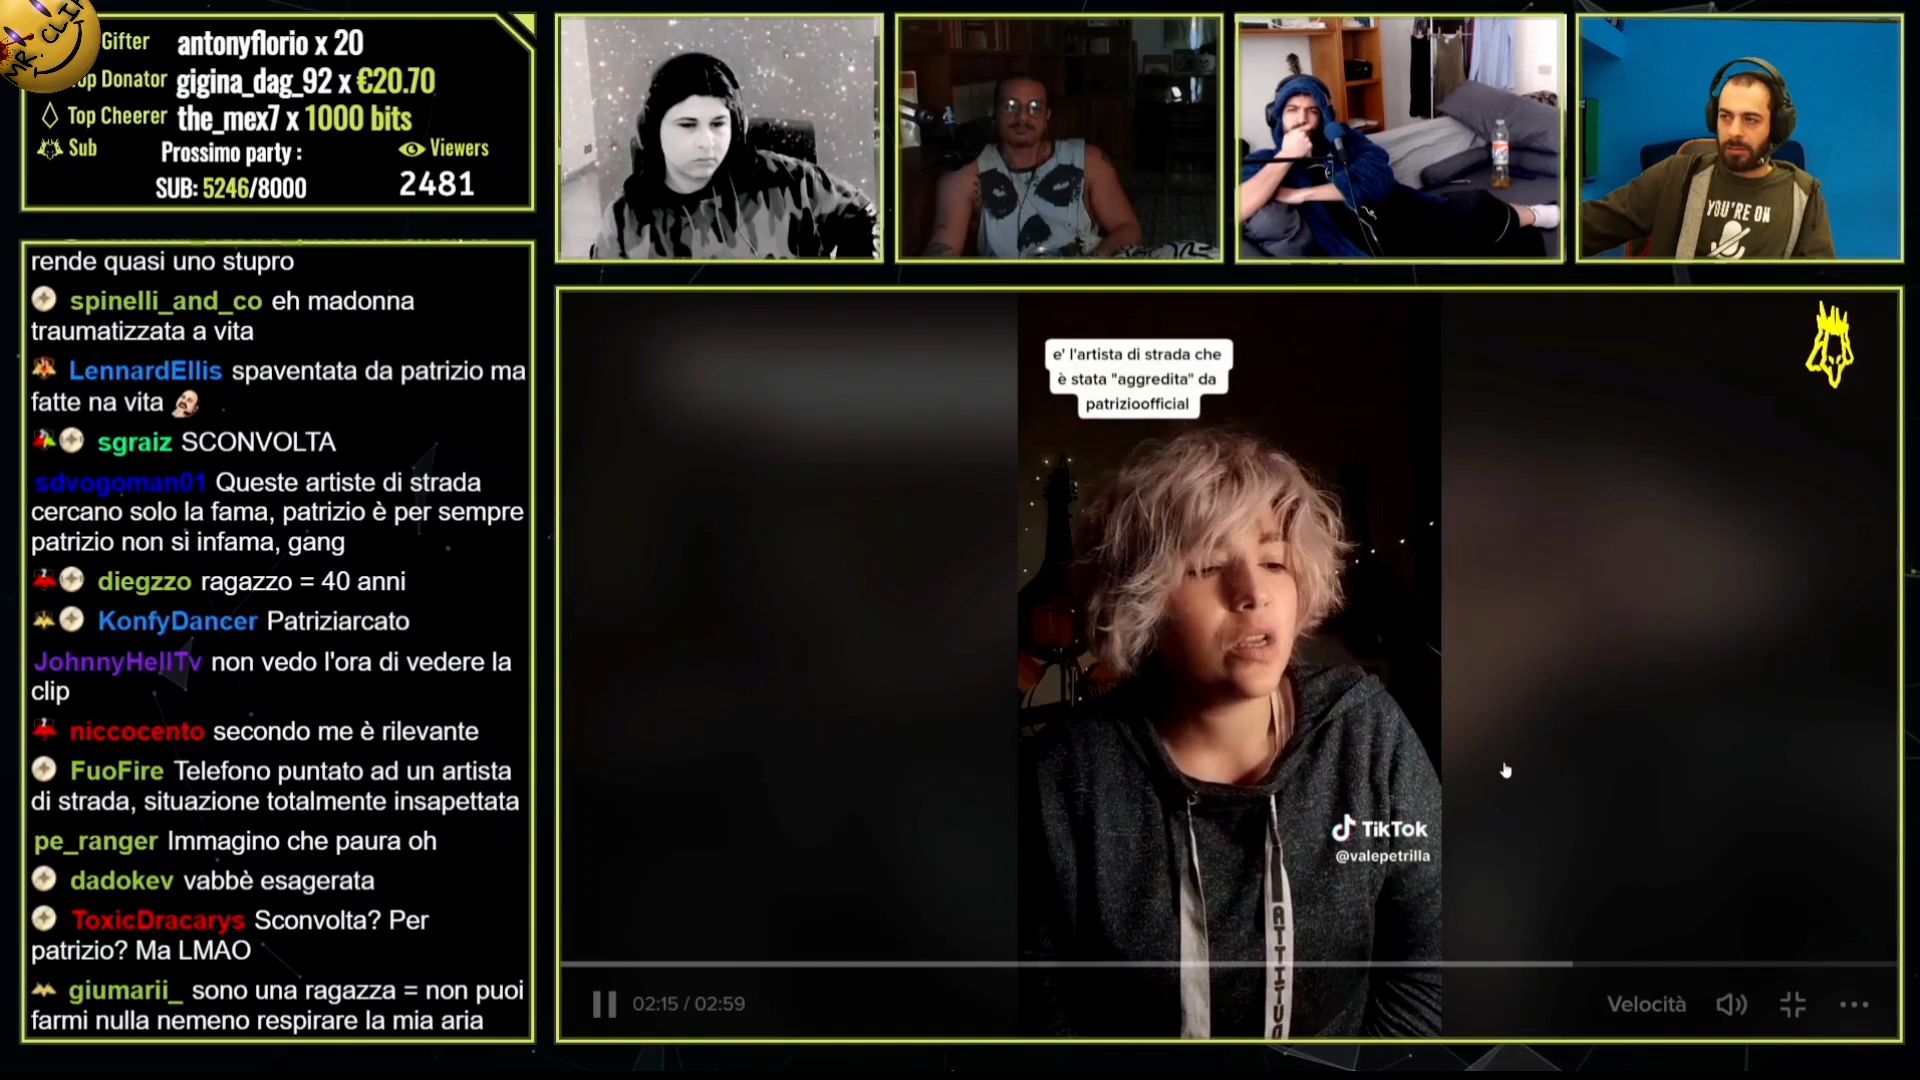 MR. CLIP
Gifter antonyflorio x 20
Top Donator gigina_dag_92 x €20.70
Top Cheerer the_mex7 x 1000 bits
Sub Prossimo party : Viewers
SUB: 5246/8000 2481
rende quasi uno stupro
spinelli_and_co eh madonna
traumatizzata a vita
LennardEllis spaventata da patrizio ma
fatte na vita
sgraiz SCONVOLTA
sdvogoman01 Queste artiste di strada
cercano solo la fama, patrizio è per sempre
patrizio non si infama, gang
diegzzo ragazzo = 40 anni
KonfyDancer Patriziarcato
JohnnyHellTv non vedo l'ora di vedere la
clip
niccocento secondo me è rilevante
FuoFire Telefono puntato ad un artista
di strada, situazione totalmente insapettata
pe_ranger Immagino che paura oh
dadokev vabbè esagerata
ToxicDracarys Sconvolta? Per
patrizio? Ma LMAO
giumarii_ sono una ragazza = non puoi
farmi nulla nemeno respirare la mia aria
YOU'RE ON
e' l'artista di strada che
è stata "aggredita" da
patrizioofficial
TikTok
@valepetrilla
ATTITUD
02:15 / 02:59
Velocità